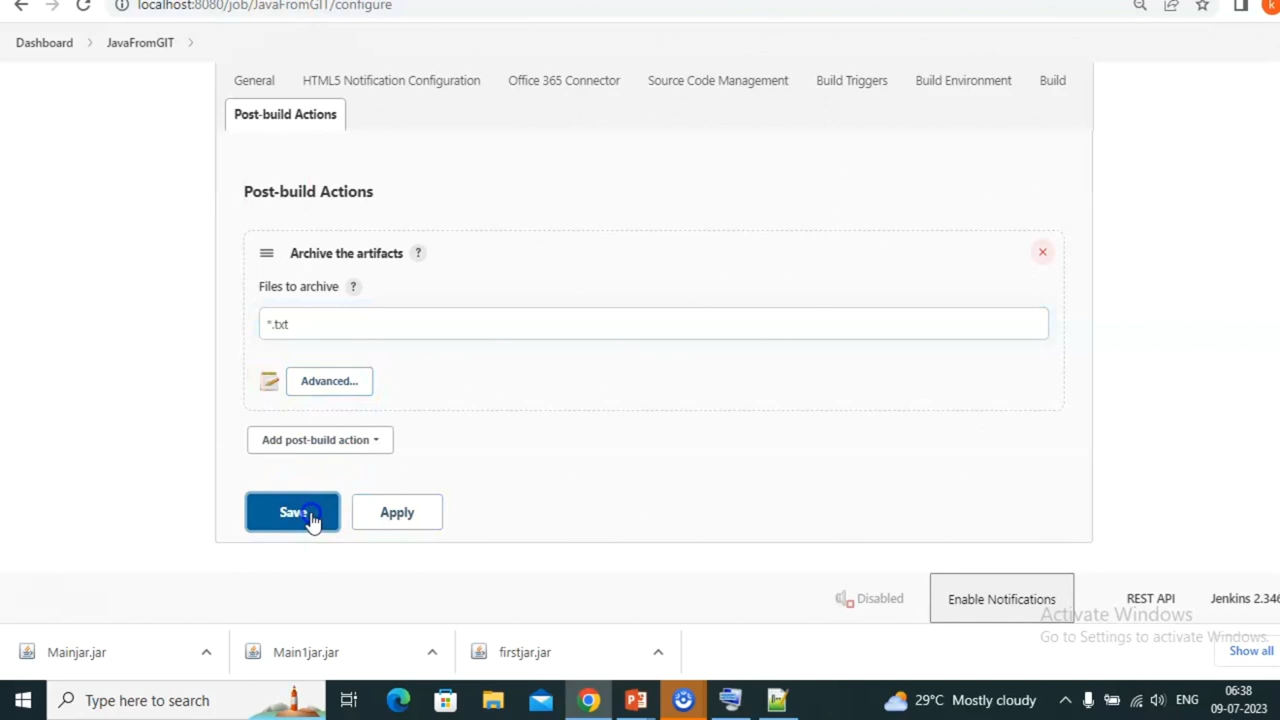 localhost:8080/job/JavaFromGIT/configure
k
Dashboard JavaFromGIT
General HTML5 Notification Configuration Office 365 Connector Source Code Management Build Triggers Build Environment Build
Post-build Actions
Post-build Actions
Archive the artifacts ?
Files to archive ?
*.txt
Advanced...
Add post-build action
Save Apply
Disabled Enable Notifications REST API Jenkins 2.346
Activate Windows
Go to Settings to activate Windows.
Mainjar.jar Main1jar.jar firstjar.jar Show all
Type here to search 29°C Mostly cloudy ENG 06:38
09-07-2023